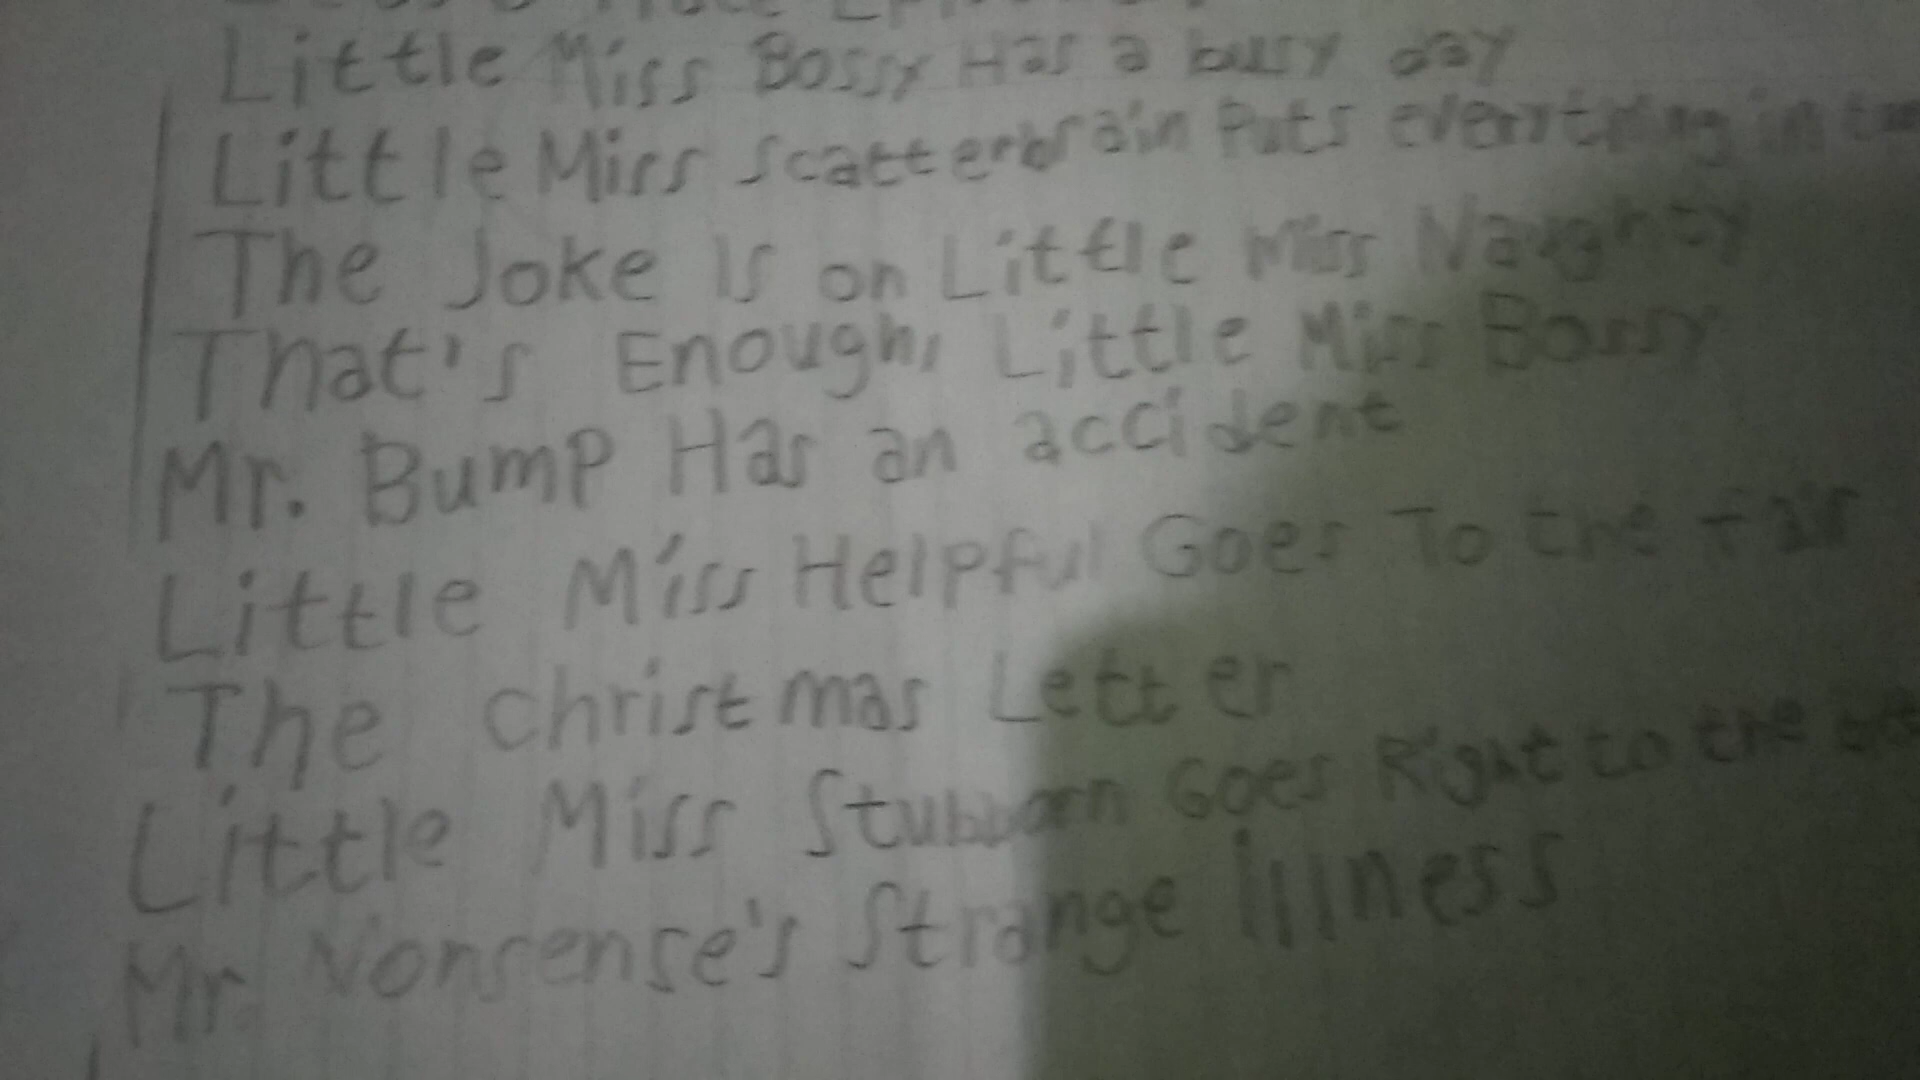 Little Miss Bossy Has a busy day
Little Miss Scatterbrain Puts everything in
The Joke Is on Little Miss Naughty
That's Enough, Little Miss Bossy
Mr. Bump Has an accident
Little Miss Helpful Goes To the fair
The christmas Letter
Little Miss Stubborn Goes Right to the
Mr. Nonsense's Strange illness